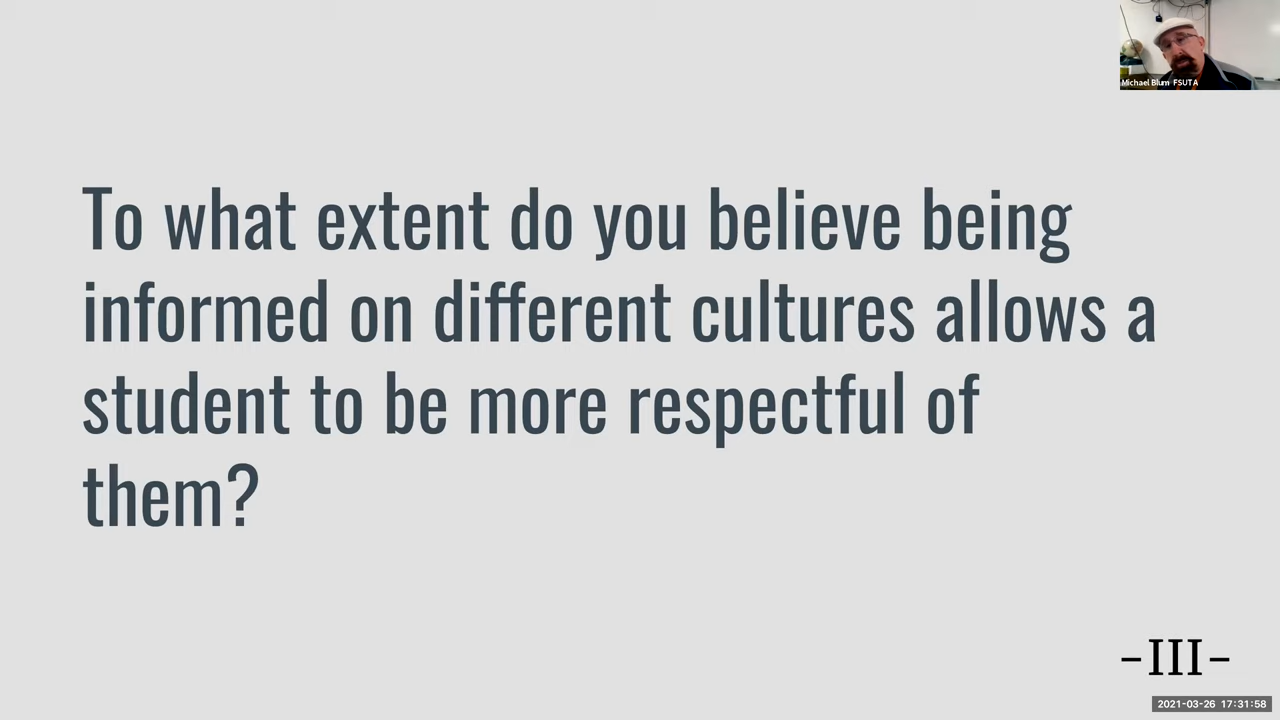 Michael Blum FSUTA
To what extent do you believe being
informed on different cultures allows a
student to be more respectful of
them?
-III-
2021-03-26 17:31:58